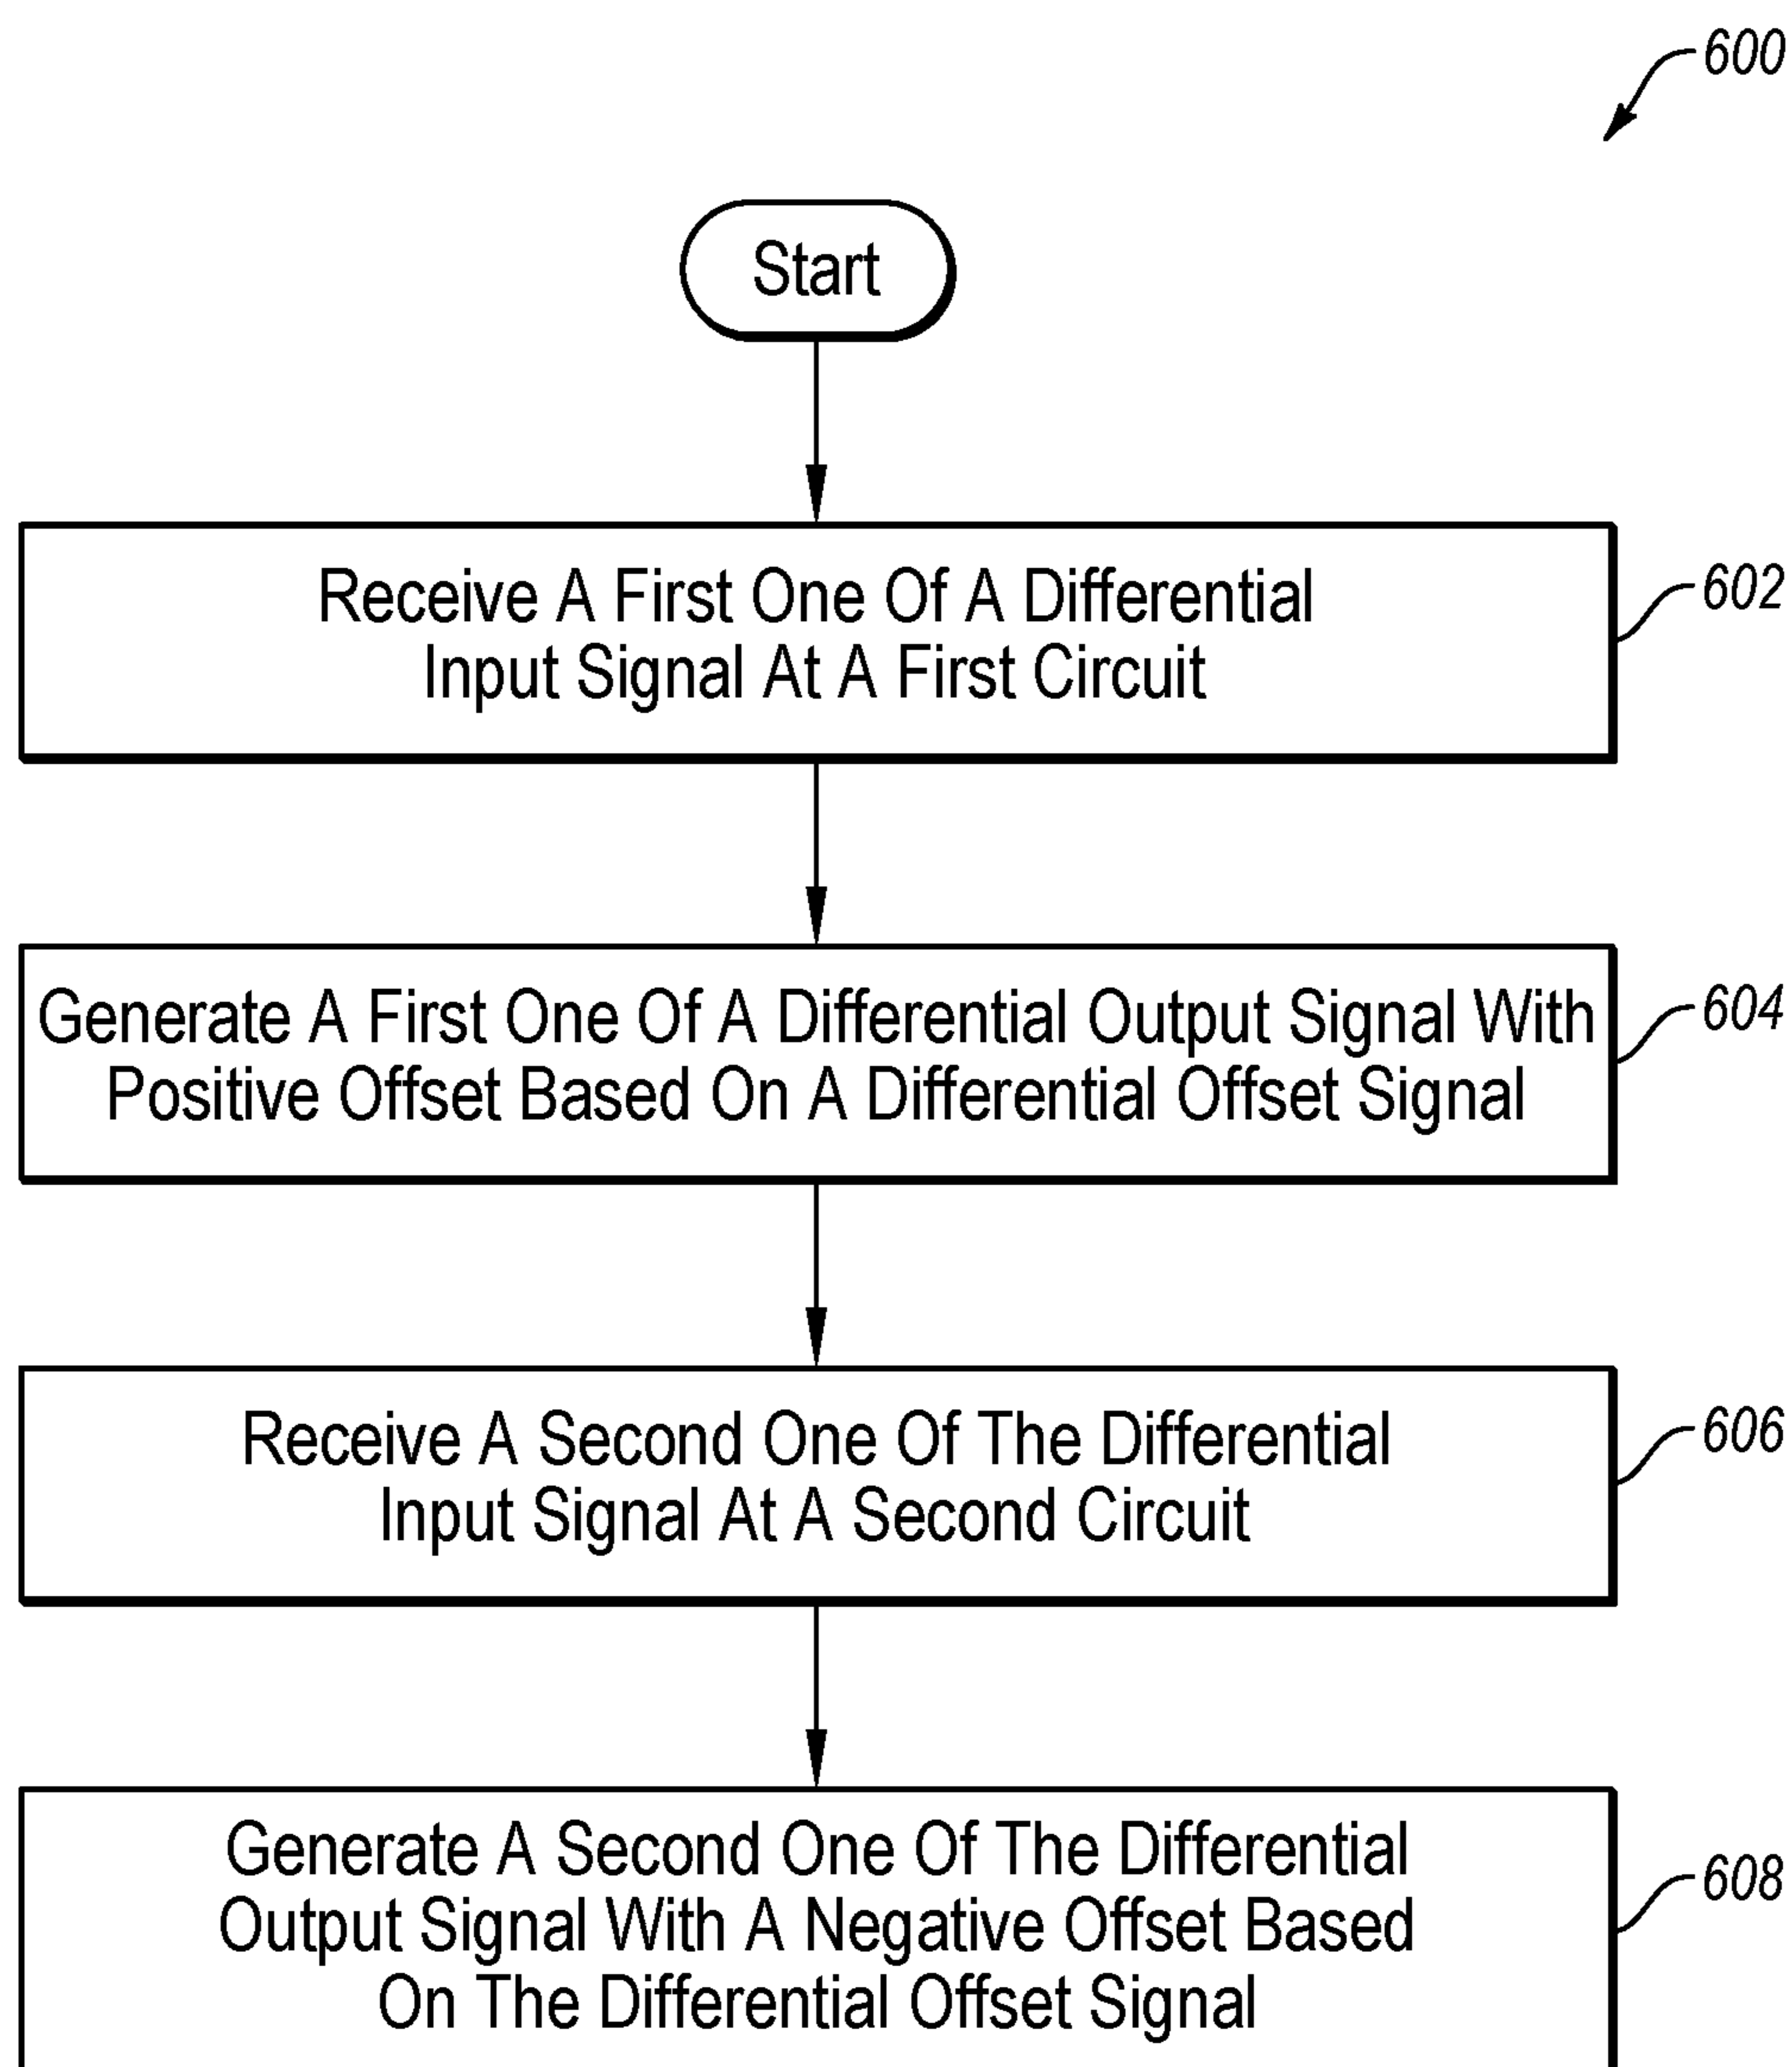 600
Start
Receive A First One Of A Differential
Input Signal At A First Circuit
602
Generate A First One Of A Differential Output Signal With
Positive Offset Based On A Differential Offset Signal
604
Receive A Second One Of The Differential
Input Signal At A Second Circuit
606
Generate A Second One Of The Differential
Output Signal With A Negative Offset Based
On The Differential Offset Signal
608